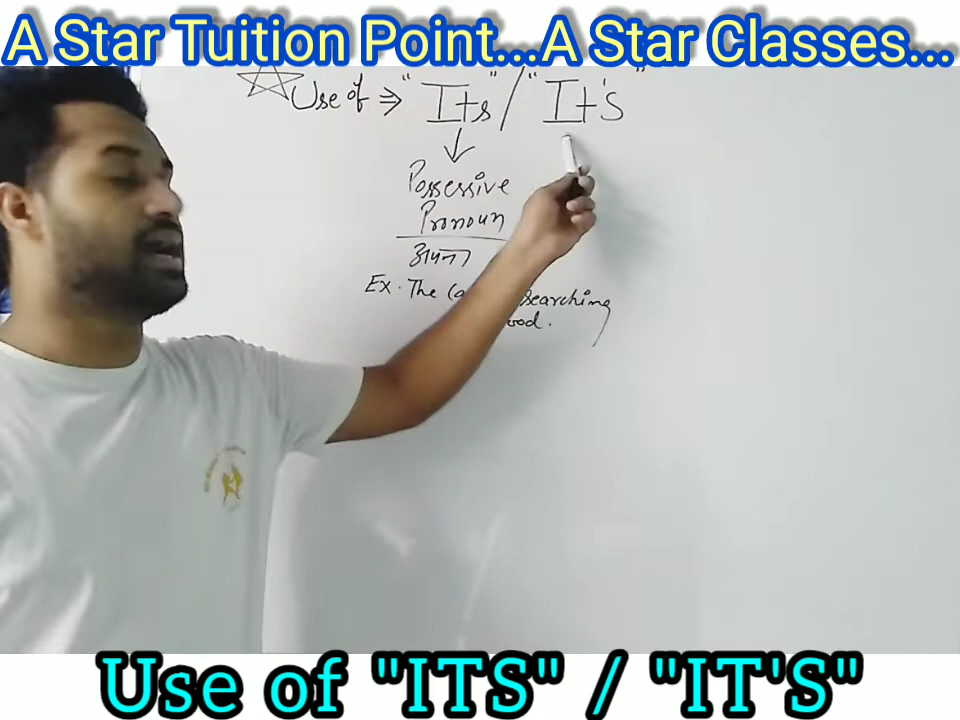 A Star Tuition Point...A Star Classes...
Use of ⇒ "Its" / "It's"
Possessive
Pronoun
अपना
Ex. The searching
Use of "ITS" / "IT'S"